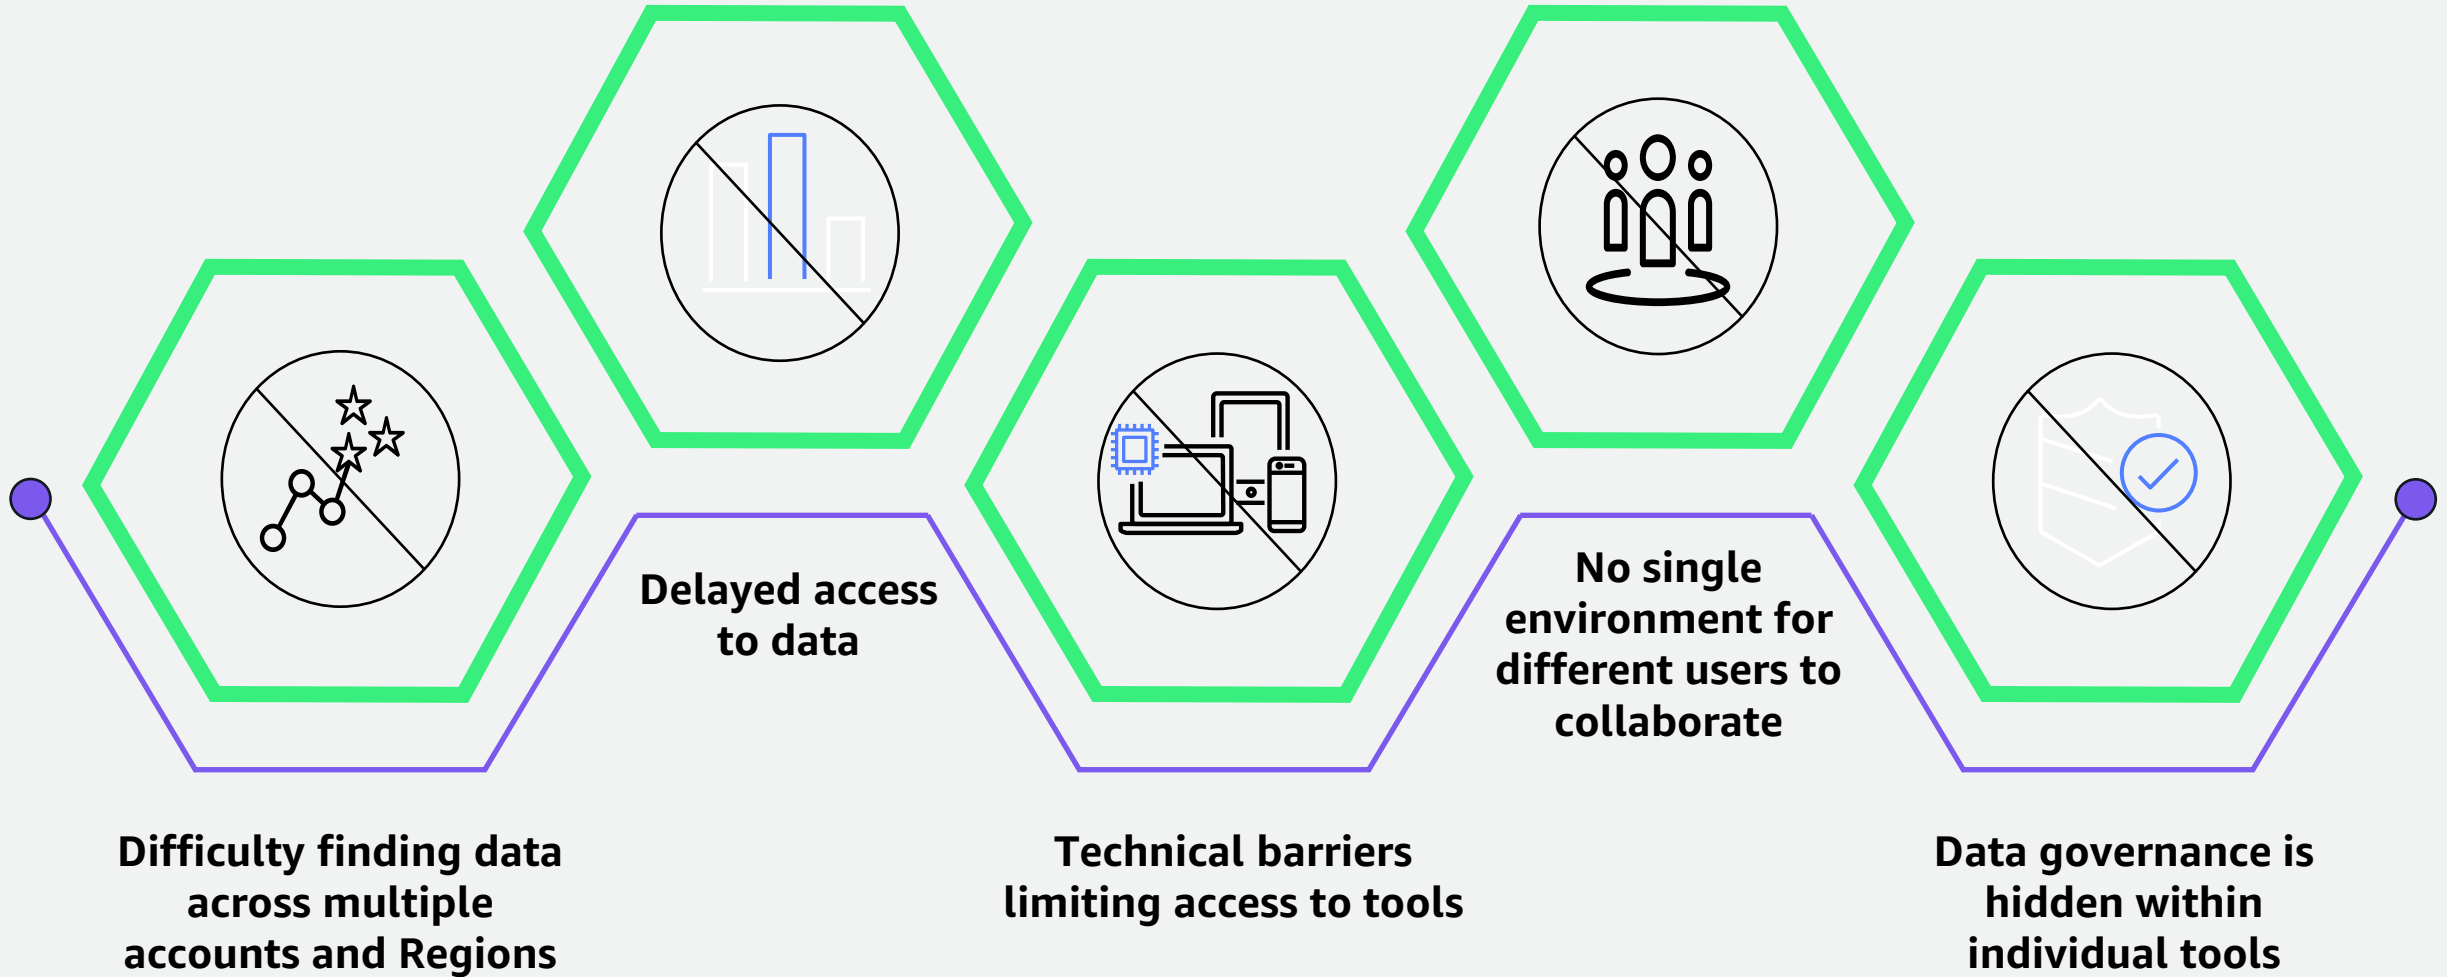 Difficulty finding data
across multiple
accounts and Regions
Delayed access
to data
Technical barriers
limiting access to tools
No single
environment for
different users to
collaborate
Data governance is
hidden within
individual tools